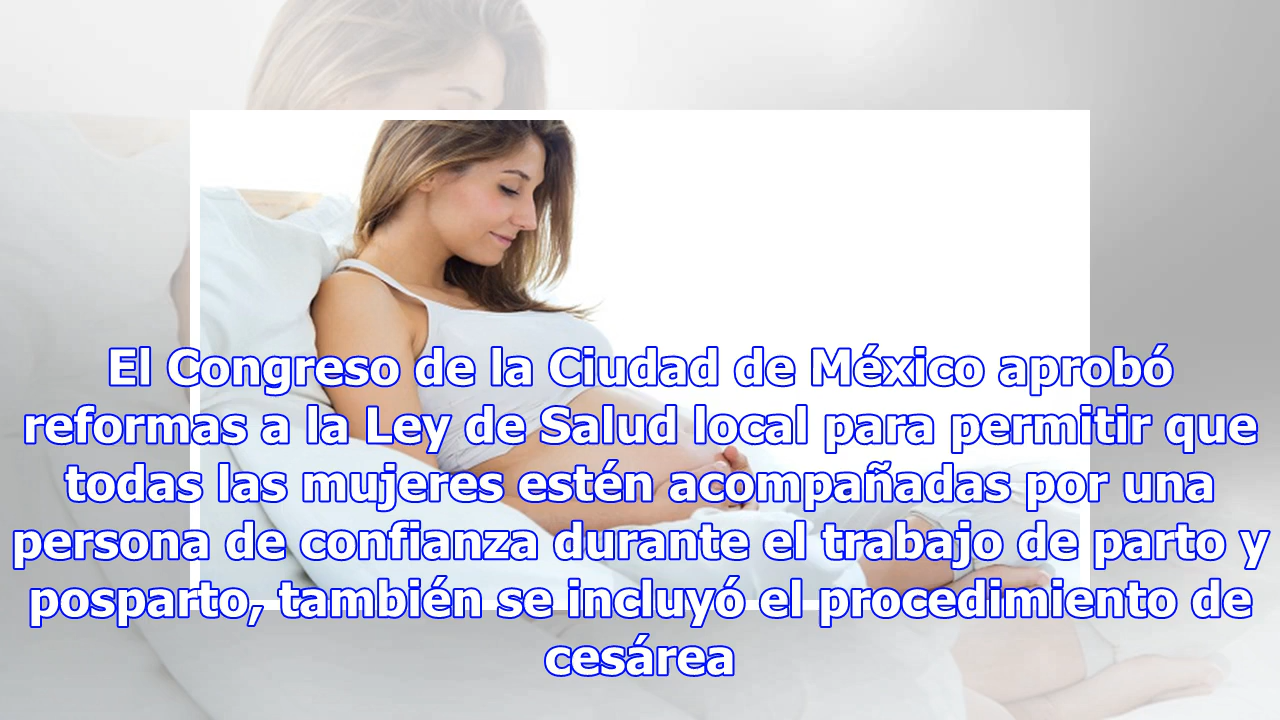 El Congreso de la Ciudad de México aprobó
reformas a la Ley de Salud local para permitir que
todas las mujeres estén acompañadas por una
persona de confianza durante el trabajo de parto y
posparto, también se incluyó el procedimiento de
cesárea